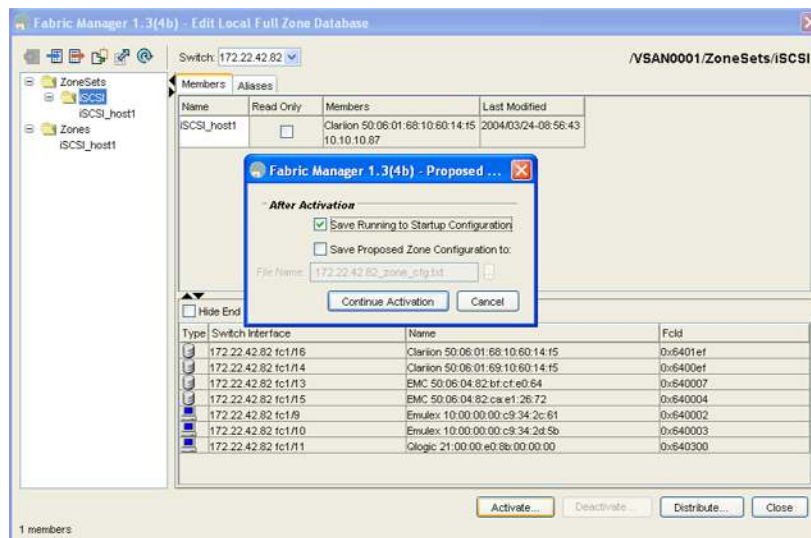 Fabric Manager 1.3(4b) - Edit Local Full Zone Database
Switch: 172.22.42.82
/VSAN0001/ZoneSets/iSCSI
ZoneSets
iSCSI
iSCSI_host1
Zones
iSCSI_host1
Members Aliases
Name Read Only Members Last Modified
iSCSI_host1 Clariion 50:06:01:68:10:60:14:f5 2004/03/24-08:56:43
10.10.10.87
Fabric Manager 1.3(4b) - Proposed ...
After Activation
Save Running to Startup Configuration
Save Proposed Zone Configuration to:
File Name: 172.22.42.82_zone_cfg.txt ...
Continue Activation Cancel
Hide End
Type Switch Interface Name FcId
172.22.42.82 fc1/16 Clariion 50:06:01:68:10:60:14:f5 0x6401ef
172.22.42.82 fc1/14 Clariion 50:06:01:69:10:60:14:f5 0x6400ef
172.22.42.82 fc1/13 EMC 50:06:04:82:bf:cf:e0:64 0x640007
172.22.42.82 fc1/15 EMC 50:06:04:82:ca:e1:26:72 0x640004
172.22.42.82 fc1/9 Emulex 10:00:00:00:c9:34:2c:61 0x640002
172.22.42.82 fc1/10 Emulex 10:00:00:00:c9:34:2d:5b 0x640003
172.22.42.82 fc1/11 Qlogic 21:00:00:e0:8b:00:00:00 0x640300
Activate... Deactivate... Distribute... Close
1 members